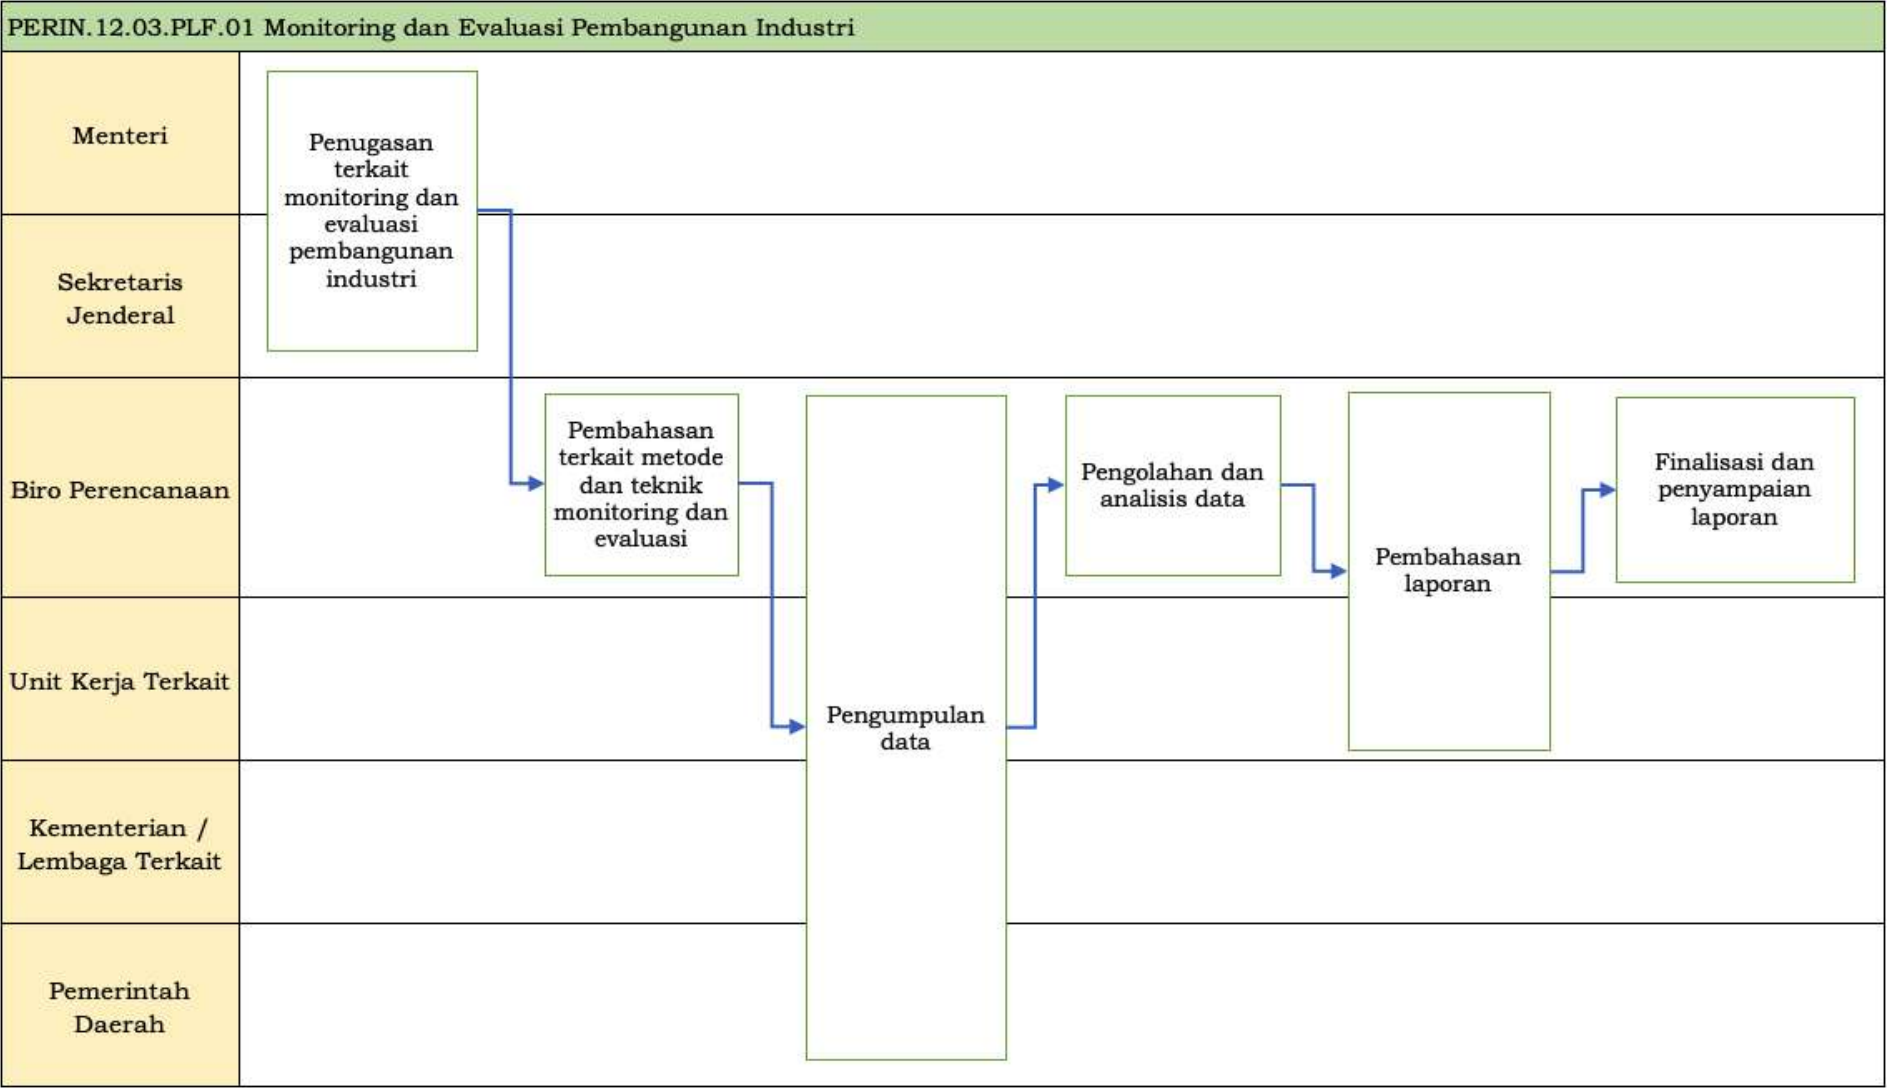 PERIN.12.03.PLF.01 Monitoring dan Evaluasi Pembangunan Industri
Menteri
Penugasan
terkait
monitoring dan
evaluasi
pembangunan
industri
Sekretaris
Jenderal
Biro Perencanaan
Pembahasan
terkait metode
dan teknik
monitoring dan
evaluasi
Pengumpulan
data
Pengolahan dan
analisis data
Pembahasan
laporan
Finalisasi dan
penyampaian
laporan
Unit Kerja Terkait
Kementerian /
Lembaga Terkait
Pemerintah
Daerah